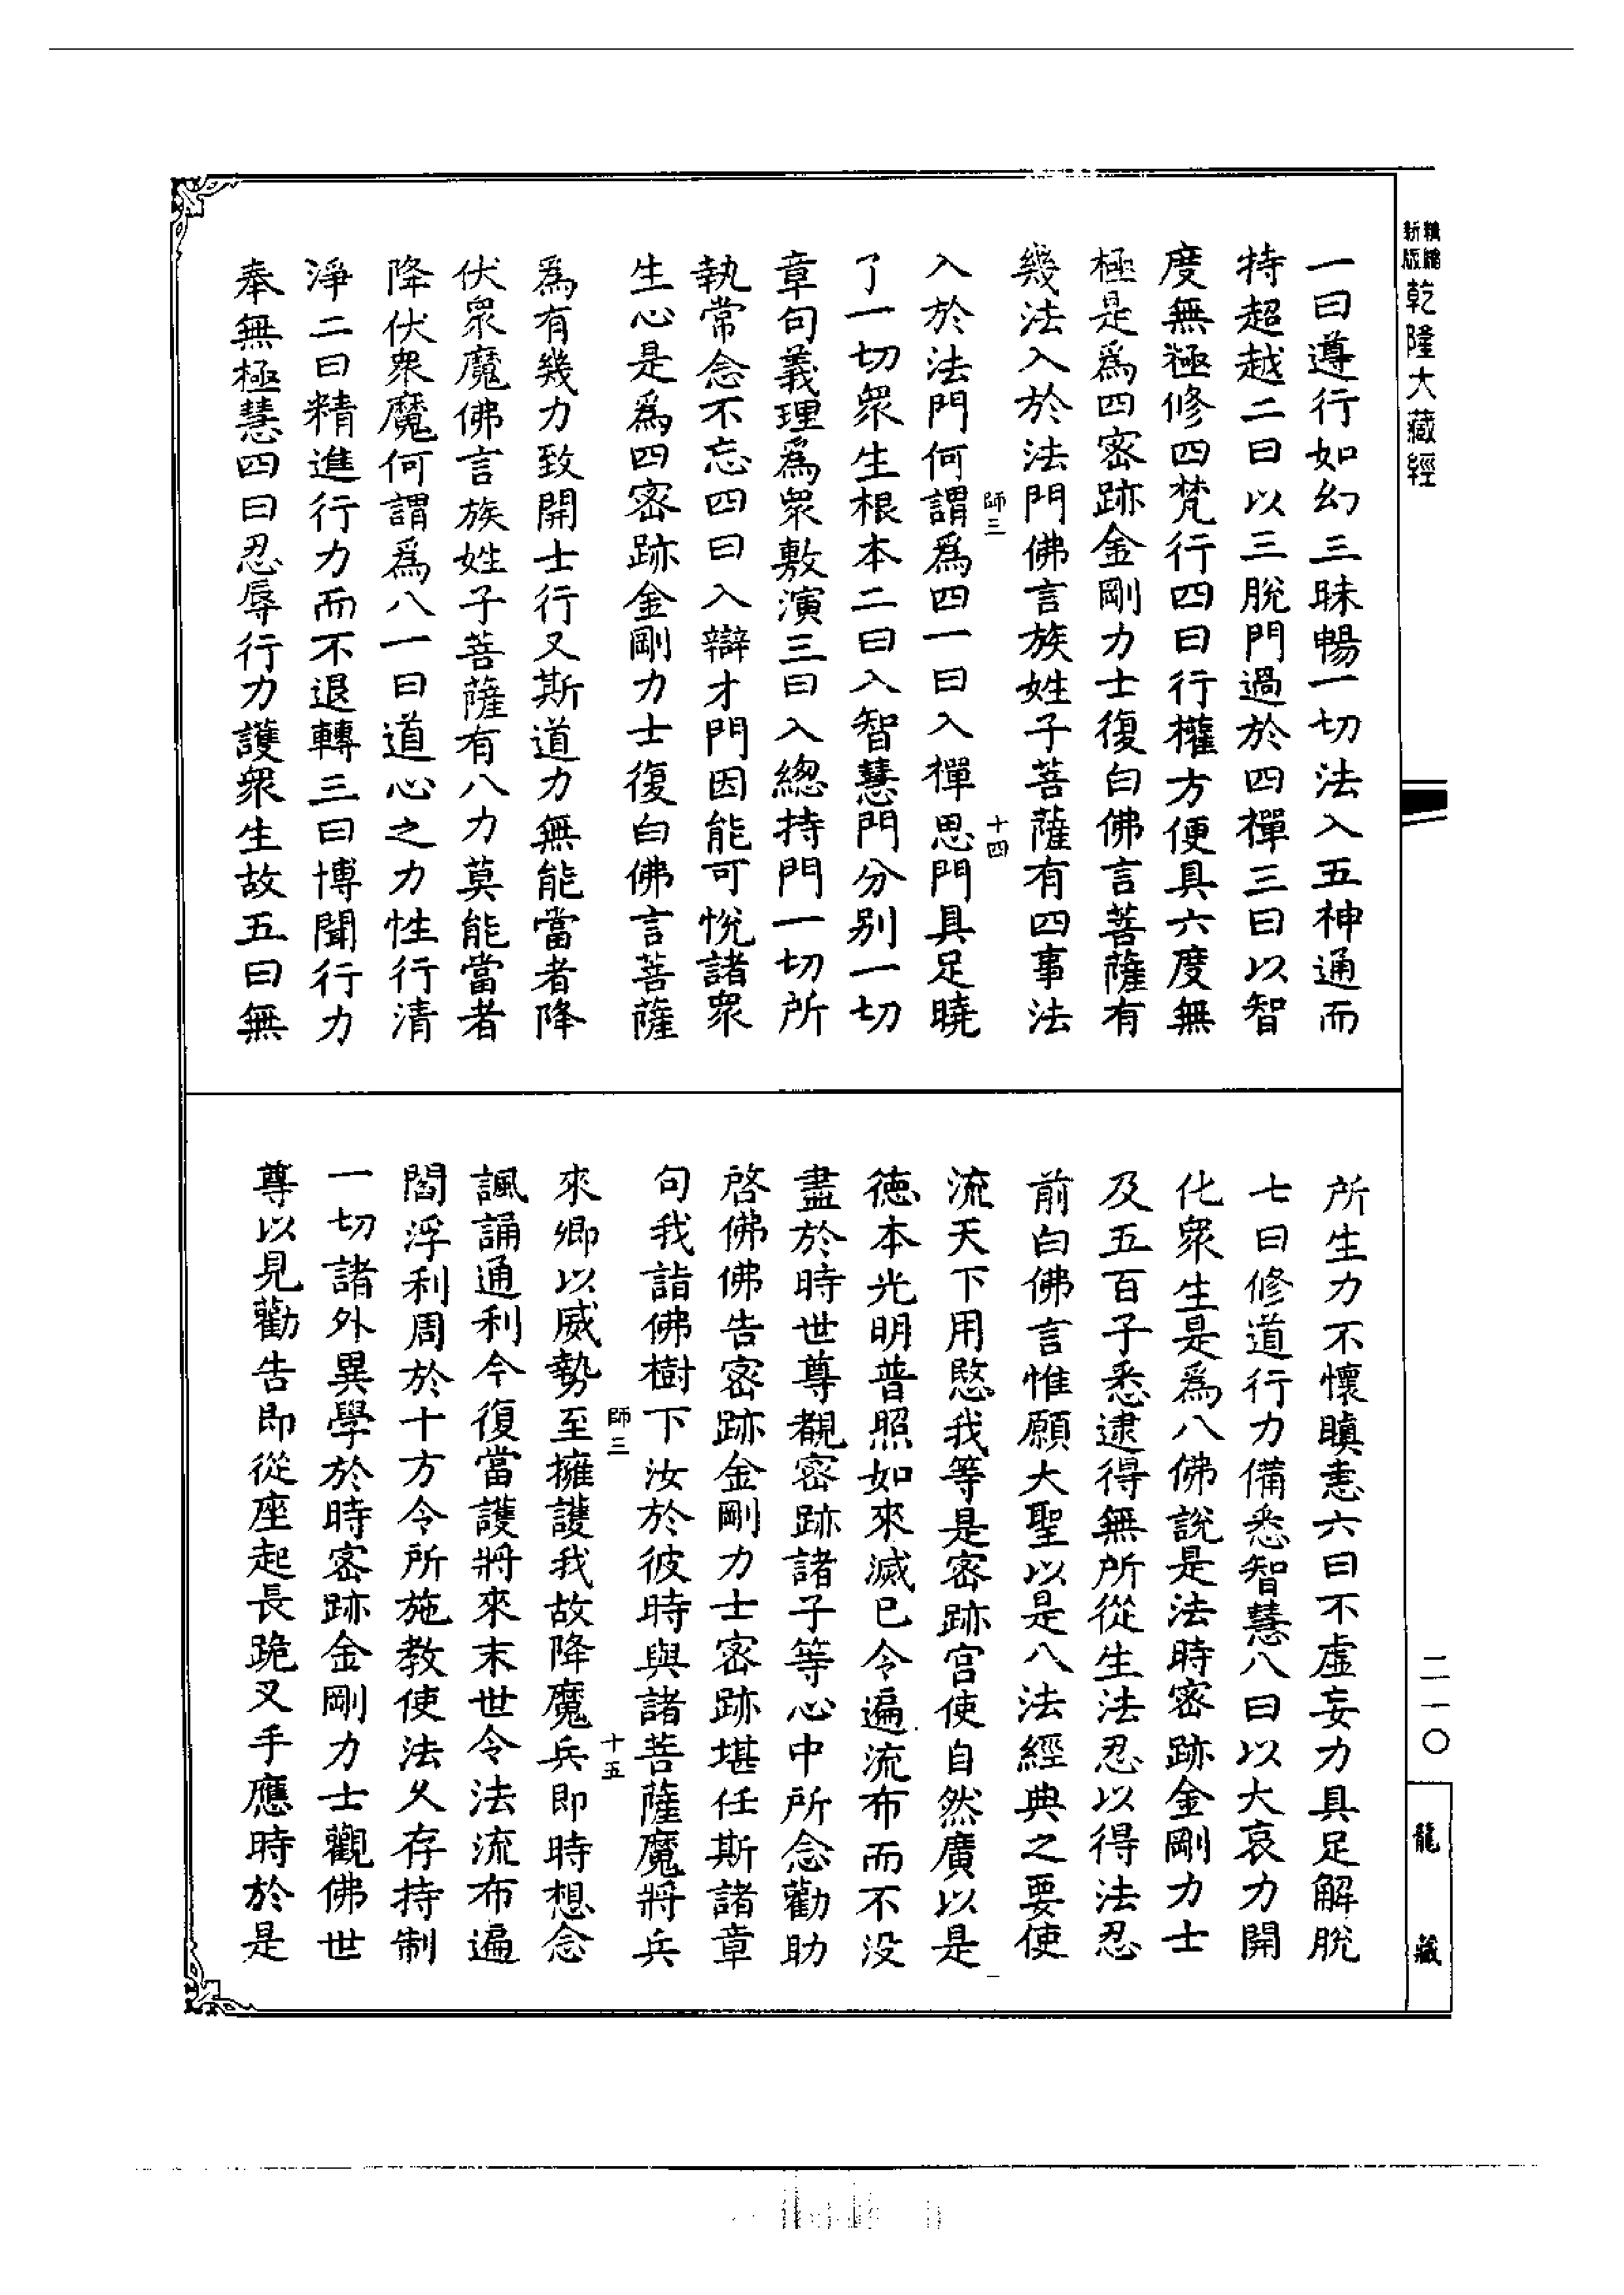 精縮
新版
乾隆大藏經
一曰遵行如幻三昧暢一切法入五神通而
持超越二曰以三脫門過於四禪三曰以智
度無極修四梵行四曰行權方便具六度無
極是爲四密跡金剛力士復白佛言菩薩有
幾法入於法門佛言族姓子菩薩有四事法
師三
十四
入於法門何謂爲四一曰入禪思門具足曉
了一切衆生根本二曰入智慧門分別一切
章句義理爲衆敷演三曰入總持門一切所
執常念不忘四曰入辯才門因能可悅諸衆
生心是爲四密跡金剛力士復白佛言菩薩
爲有幾力致開士行又斯道力無能當者降
伏衆魔佛言族姓子菩薩有八力莫能當者
降伏衆魔何謂爲八一曰道心之力性行清
淨二曰精進行力而不退轉三曰博聞行力
奉無極慧四曰忍辱行力護衆生故五曰無
二一〇
龍藏
所生力不懷瞋恚六曰不虛妄力具足解脫
七曰修道行力備悉智慧八曰以大哀力開
化衆生是爲八佛說是法時密跡金剛力士
及五百子悉逮得無所從生法忍以得法忍
前白佛言惟願大聖以是八法經典之要使
流天下用愍我等是密跡宮使自然廣以是
德本光明普照如來滅已令遍流布而不没
盡於時世尊覩密跡諸子等心中所念勸助
啓佛佛告密跡金剛力士密跡堪任斯諸章
句我詣佛樹下汝於彼時與諸菩薩魔將兵
師三
十五
來卿以威勢至擁護我故降魔兵即時想念
諷誦通利今復當護將來末世令法流布遍
閻浮利周於十方令所施教使法久存持制
一切諸外異學於時密跡金剛力士觀佛世
尊以見勸告即從座起長跪叉手應時於是